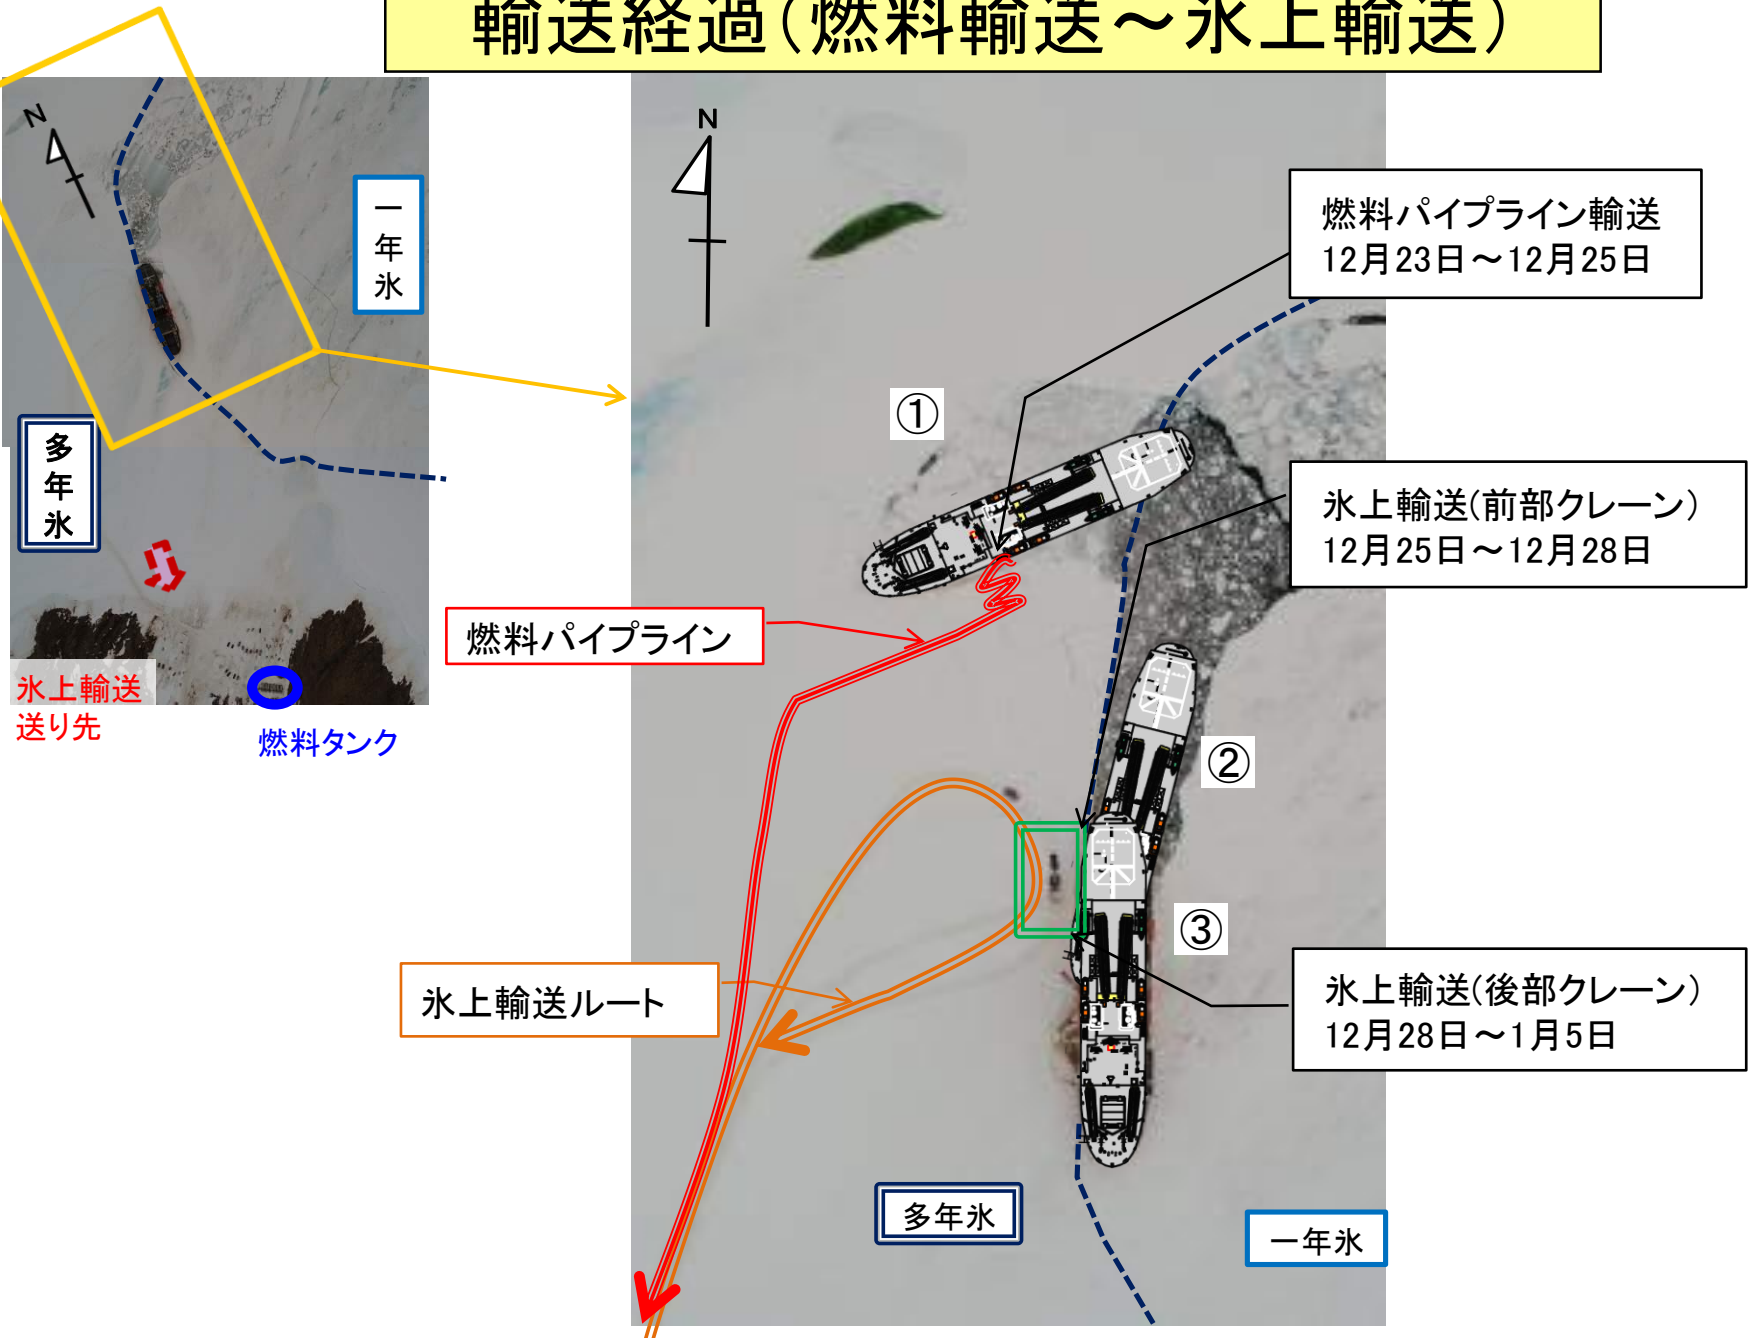 輸送経過（燃料輸送～氷上輸送）
N
一年氷
多年氷
氷上輸送
送り先
燃料タンク
N
①
燃料パイプライン輸送
12月23日～12月25日
氷上輸送(前部クレーン)
12月25日～12月28日
燃料パイプライン
②
③
氷上輸送ルート
氷上輸送(後部クレーン)
12月28日～1月5日
多年氷
一年氷